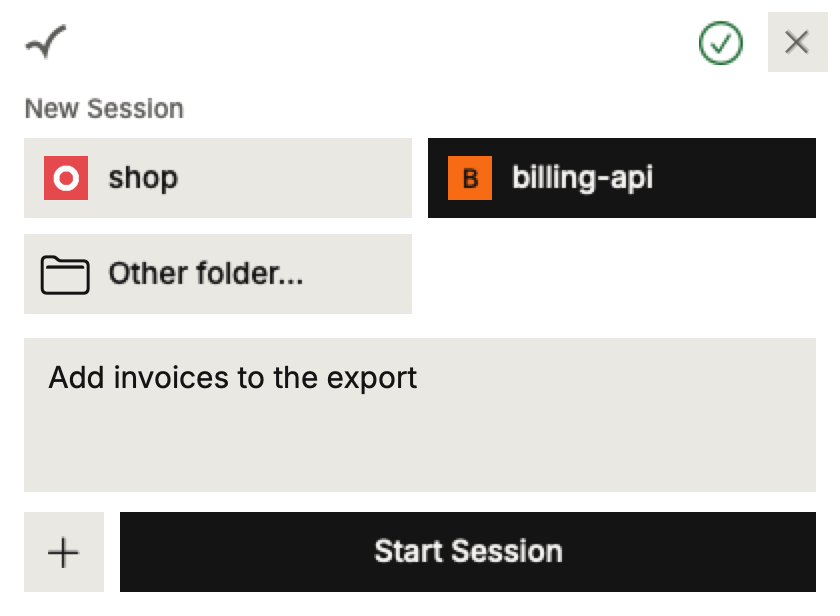 New Session
shop
B billing-api
Other folder...
Add invoices to the export
Start Session